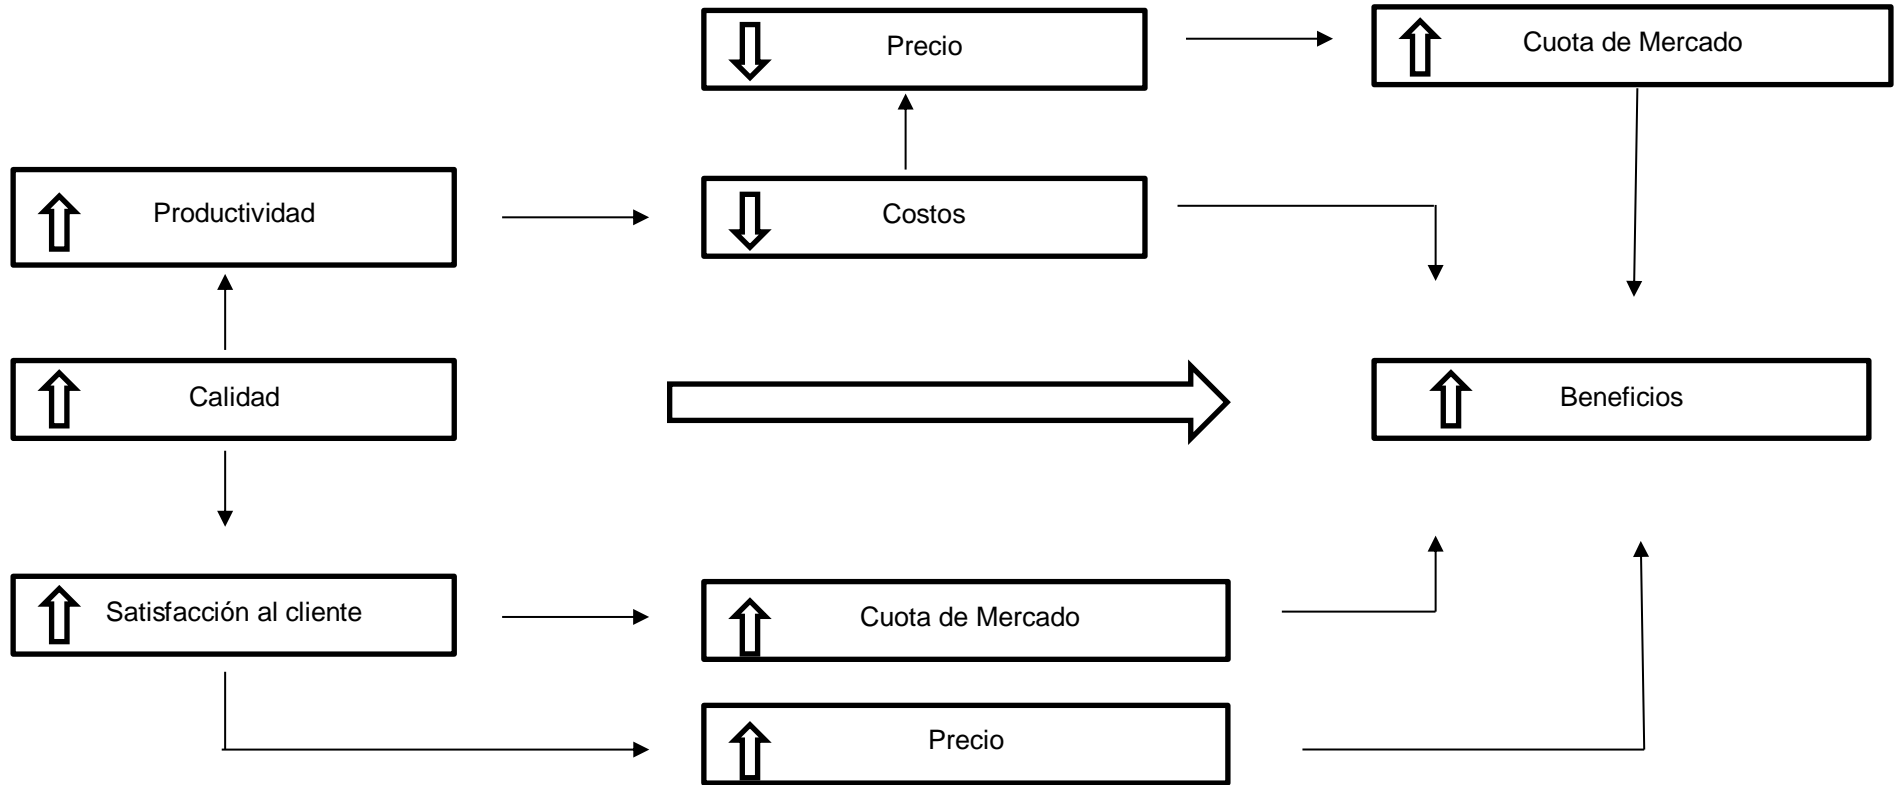 Precio
Cuota de Mercado
Productividad
Costos
Calidad
Beneficios
Satisfacción al cliente
Cuota de Mercado
Precio